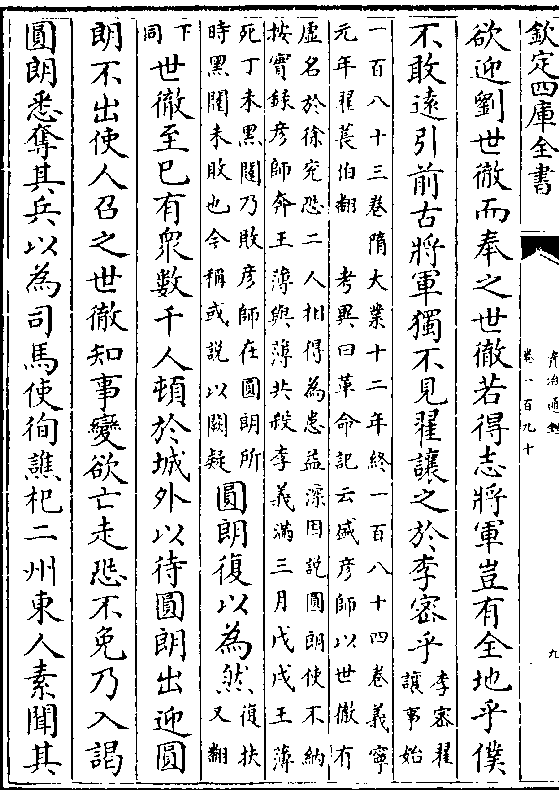 欽定四庫全書
資治通鑑
卷一百九十
九
欲迎劉世徹而奉之世徹若得志將軍豈有全地乎僕
不敢遠引前古將軍獨不見翟讓之於李密乎李密翟
讓事始
一百八十三卷隋大業十二年終一百八十四卷義寧
元年翟萇伯翻 考異曰革命記云盛彦師以世徹有
虛名於徐兖恐二人相得為患益深因説圓朗使不納
按實録彦師奔王薄與薄共殺李義滿三月戊戌王薄
死丁未黑闥乃敗彦師在圓朗所
時黑闥未敗也今稱或説以闕疑圓朗復以為然復扶
又翻
下
同世徹至已有衆數千人頓於城外以待圓朗出迎圓
朗不出使人召之世徹知事變欲亡走恐不免乃入謁
圓朗悉奪其兵以為司馬使徇譙杞二州東人素聞其